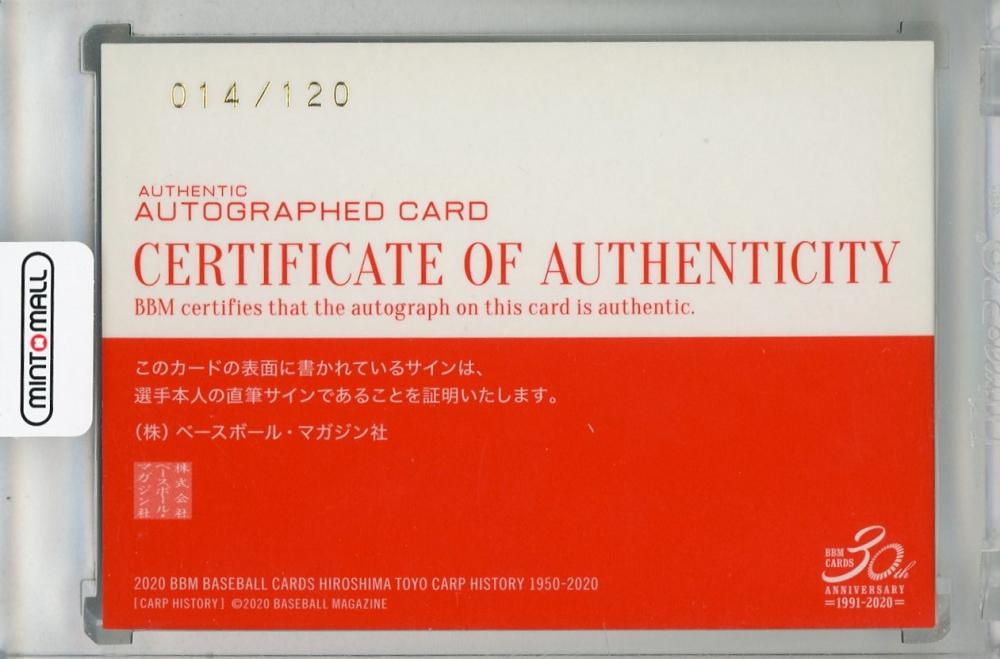 014/120
AUTHENTIC
AUTOGRAPHED CARD
CERTIFICATE OF AUTHENTICITY
BBM certifies that the autograph on this card is authentic.
このカードの表面に書かれているサインは、
選手本人の直筆サインであることを証明いたします。
（株）ベースボール・マガジン社
株式会社
ベースボール・
マガジン社
2020 BBM BASEBALL CARDS HIROSHIMA TOYO CARP HISTORY 1950-2020
[CARP HISTORY] ©2020 BASEBALL MAGAZINE
BBM
CARDS
30th
ANNIVERSARY
=1991-2020=
MINTOMALL